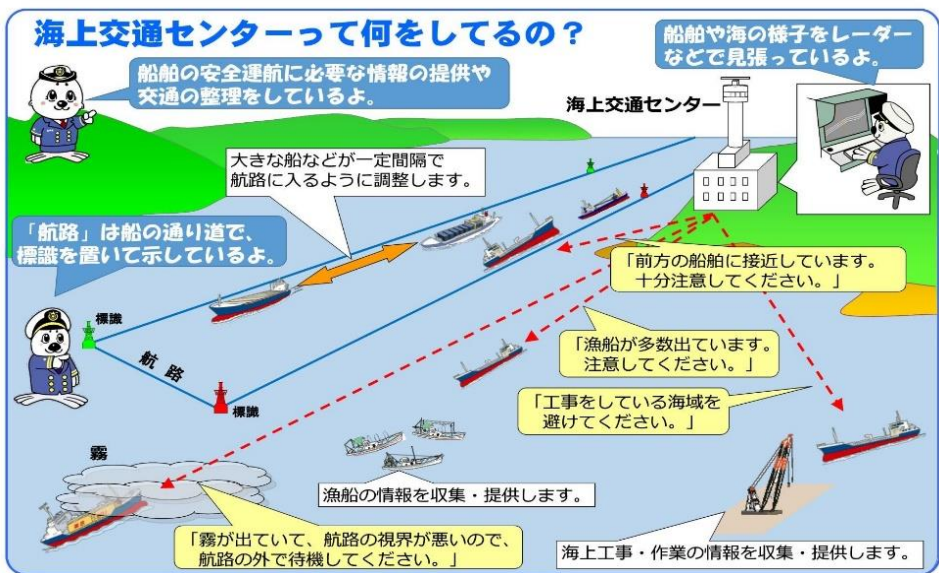 海上交通センターって何をしてるの？
船舶の安全運航に必要な情報の提供や
交通の整理をしているよ。
船舶や海の様子をレーダー
などで見張っているよ。
海上交通センター
大きな船などが一定間隔で
航路に入るように調整します。
「航路」は船の通り道で、
標識を置いて示しているよ。
「前方の船舶に接近しています。
十分注意してください。」
標識
航路
標識
「漁船が多数出ています。
注意してください。」
「工事をしている海域を
避けてください。」
霧
漁船の情報を収集・提供します。
「霧が出ていて、航路の視界が悪いので、
航路の外で待機してください。」
海上工事・作業の情報を収集・提供します。